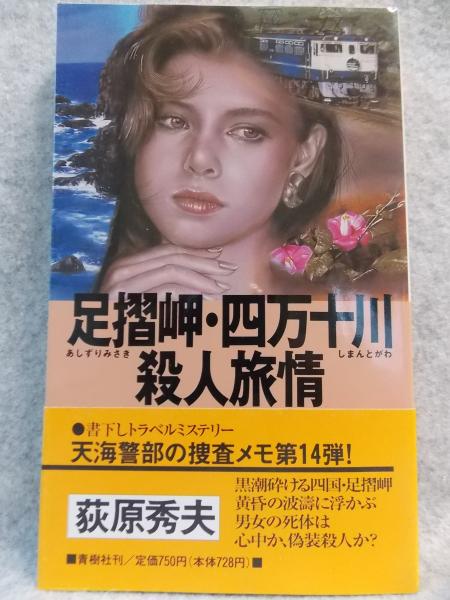 足摺岬・四万十川
あしずりみさき しまんとがわ
殺人旅情
●書下しトラベルミステリー
天海警部の捜査メモ第14弾!
荻原秀夫
黒潮砕ける四国・足摺岬
黄昏の波濤に浮かぶ
男女の死体は
心中か、偽装殺人か?
■青樹社刊/定価750円(本体728円)■